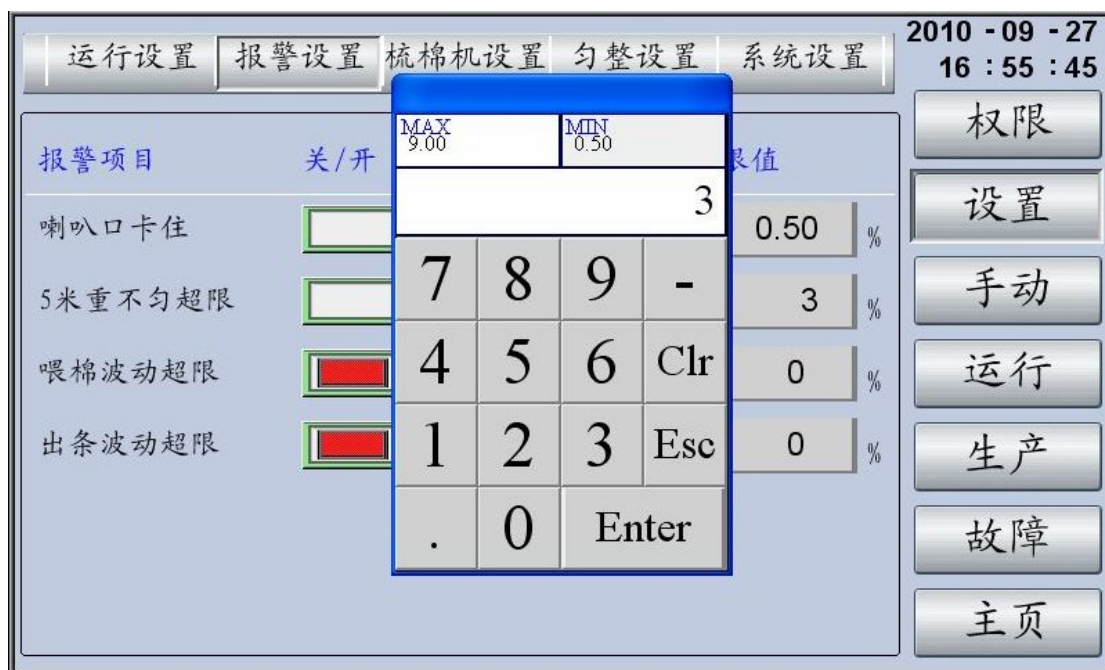 运行设置 报警设置 梳棉机设置 匀整设置 系统设置
2010 - 09 - 27
16 : 55 : 45
权限
设置
手动
运行
生产
故障
主页
报警项目 关/开 限值
喇叭口卡住 0.50 %
5米重不匀超限 3 %
喂棉波动超限 0 %
出条波动超限 0 %
MAX MIN
9.00 0.50
3
7 8 9 -
4 5 6 Clr
1 2 3 Esc
. 0 Enter